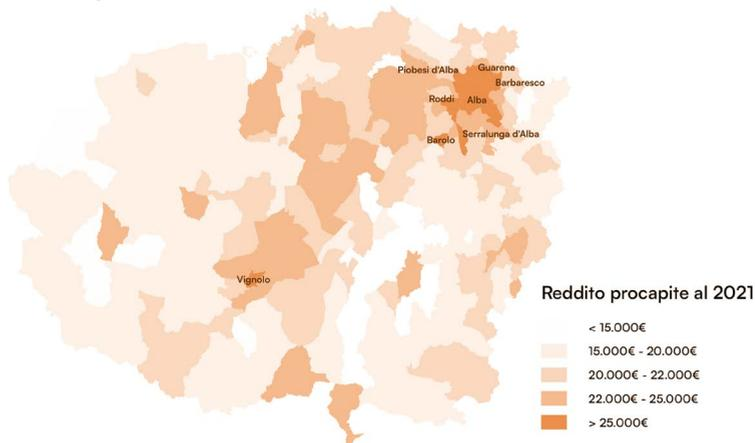 Piobesi d'Alba
Guarene
Barbaresco
Roddi
Alba
Serralunga d'Alba
Barolo
Vignolo
Reddito procapite al 2021
< 15.000€
15.000€ - 20.000€
20.000€ - 22.000€
22.000€ - 25.000€
> 25.000€